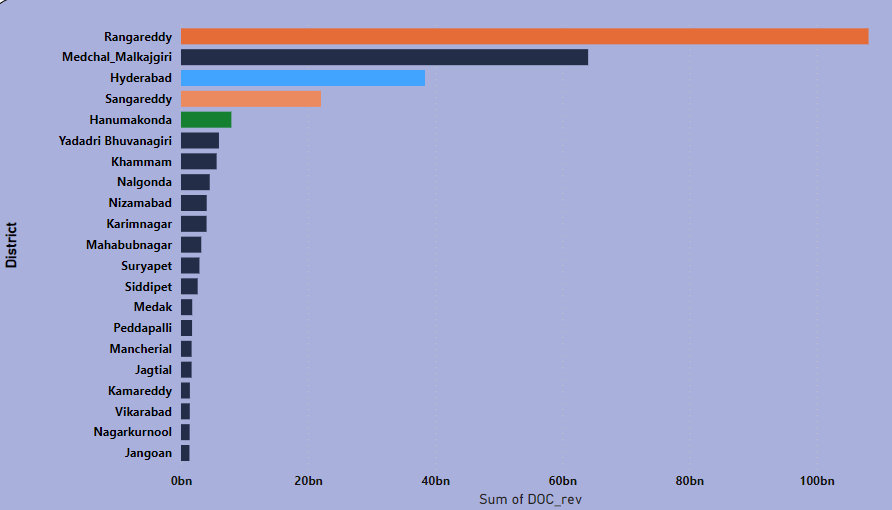 Rangareddy
Medchal_Malkajgiri
Hyderabad
Sangareddy
Hanumakonda
Yadadri Bhuvanagiri
Khammam
Nalgonda
Nizamabad
Karimnagar
Mahabubnagar
Suryapet
Siddipet
Medak
Peddapalli
Mancherial
Jagtial
Kamareddy
Vikarabad
Nagarkurnool
Jangoan
District
0bn 20bn 40bn 60bn 80bn 100bn
Sum of DOC_rev